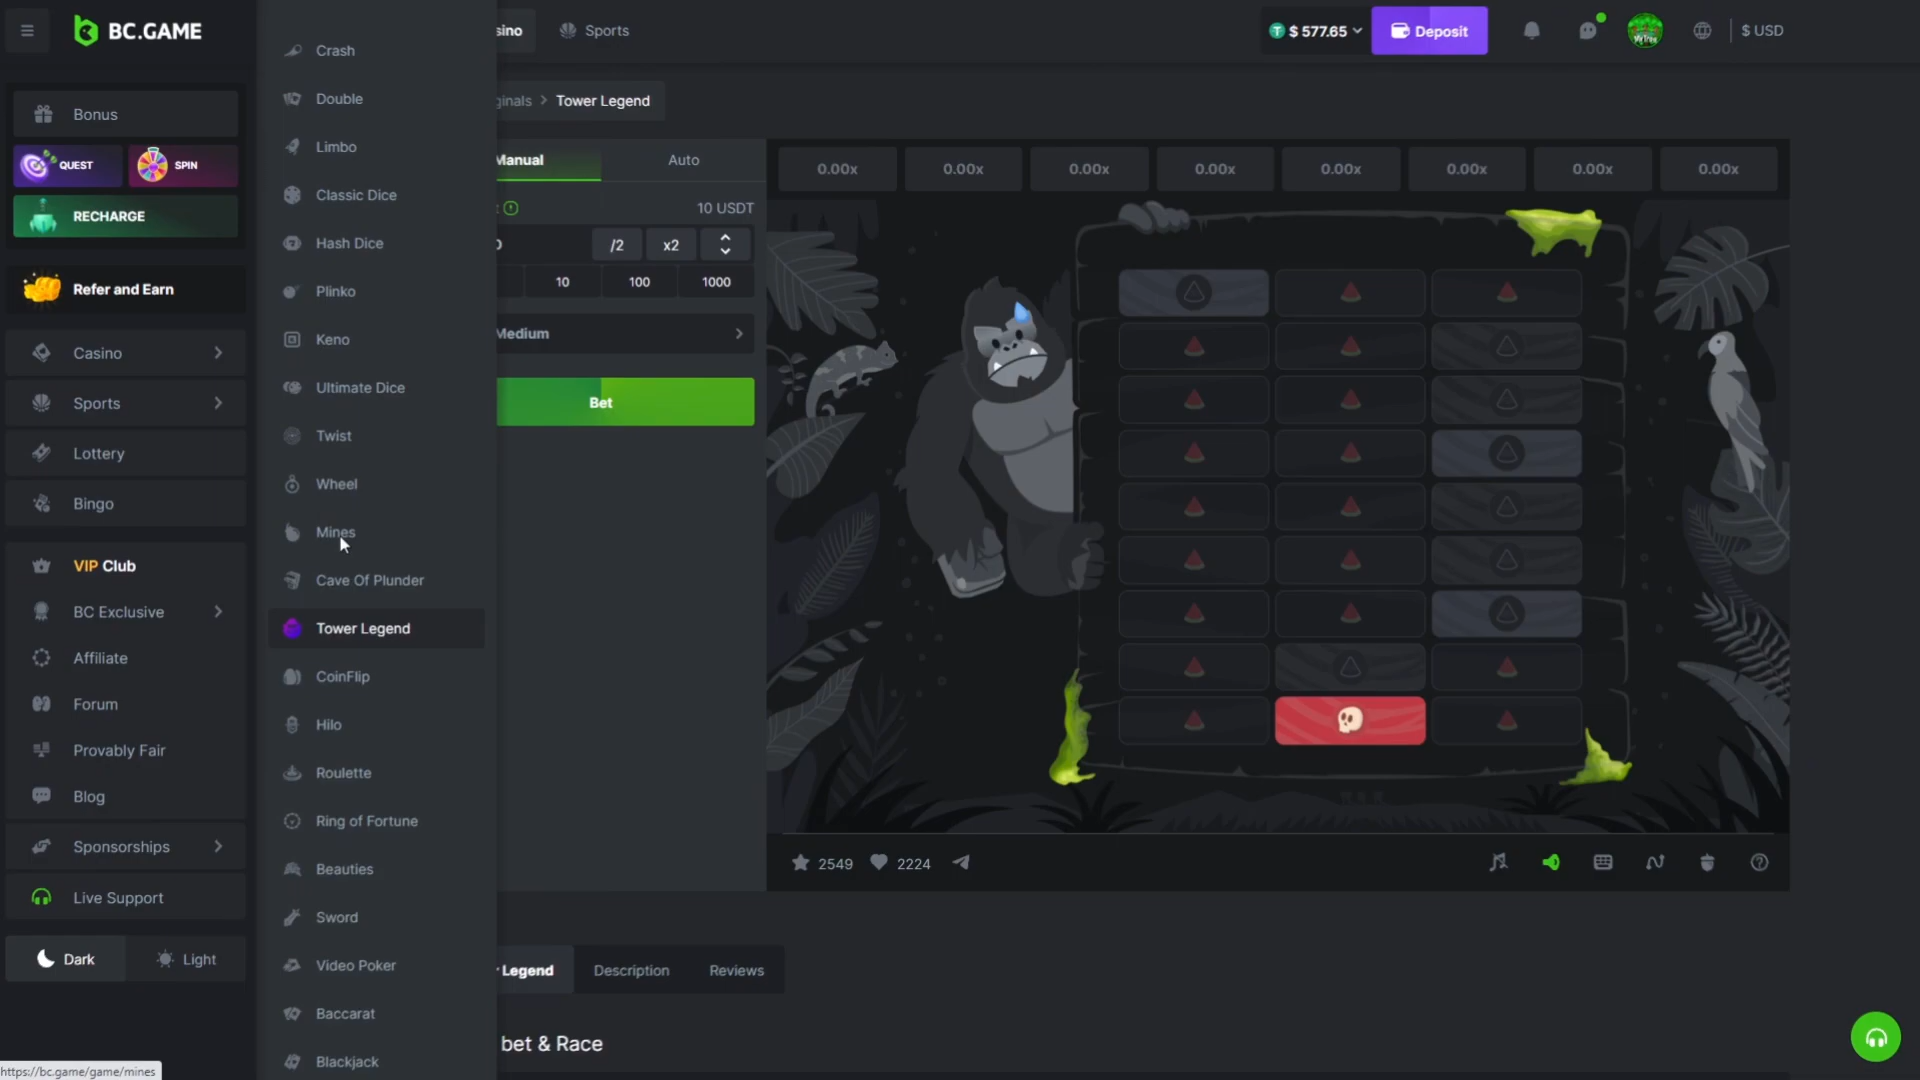 BC.GAME
Bonus
QUEST
SPIN
RECHARGE
Refer and Earn
Casino
Sports
Lottery
Bingo
VIP Club
BC Exclusive
Affiliate
Forum
Provably Fair
Blog
Sponsorships
Live Support
Dark
Light
https://bc.game/game/mines
Crash
Double
Limbo
Classic Dice
Hash Dice
Plinko
Keno
Ultimate Dice
Twist
Wheel
Mines
Cave Of Plunder
Tower Legend
CoinFlip
Hilo
Roulette
Ring of Fortune
Beauties
Sword
Video Poker
Baccarat
Blackjack
sino
Sports
$ 577.65
Deposit
$ USD
ginals > Tower Legend
Manual
Auto
10 USDT
/2
x2
10
100
1000
Medium
Bet
0.00x 0.00x 0.00x 0.00x 0.00x 0.00x 0.00x 0.00x
2549
2224
Legend
Description
Reviews
bet & Race